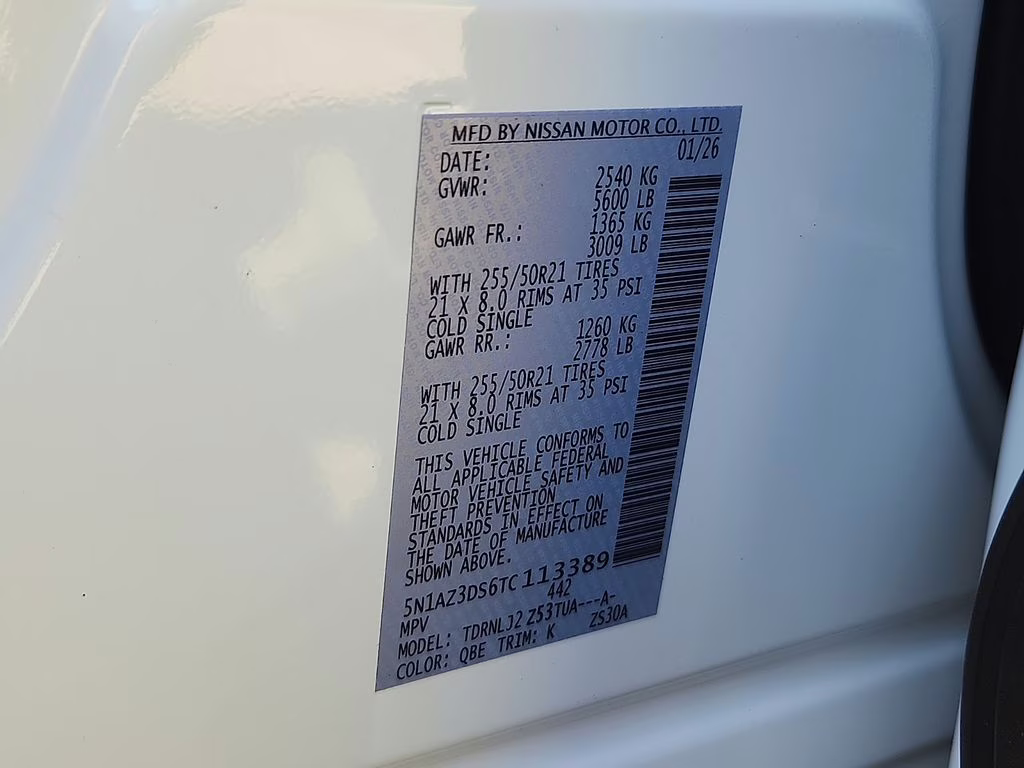 MFD BY NISSAN MOTOR CO., LTD.
DATE: 01/26
GVWR: 2540 KG
5600 LB
GAWR FR.: 1365 KG
3009 LB
WITH 255/50R21 TIRES
21 X 8.0 RIMS AT 35 PSI
COLD SINGLE
GAWR RR.: 1260 KG
2778 LB
WITH 255/50R21 TIRES
21 X 8.0 RIMS AT 35 PSI
COLD SINGLE
THIS VEHICLE CONFORMS TO
ALL APPLICABLE FEDERAL
MOTOR VEHICLE SAFETY AND
THEFT PREVENTION
STANDARDS IN EFFECT ON
THE DATE OF MANUFACTURE
SHOWN ABOVE.
5N1AZ3DS6TC113389
MPV 442
MODEL: TDRNLJ2 Z53TUA---A-
COLOR: QBE TRIM: K ZS30A